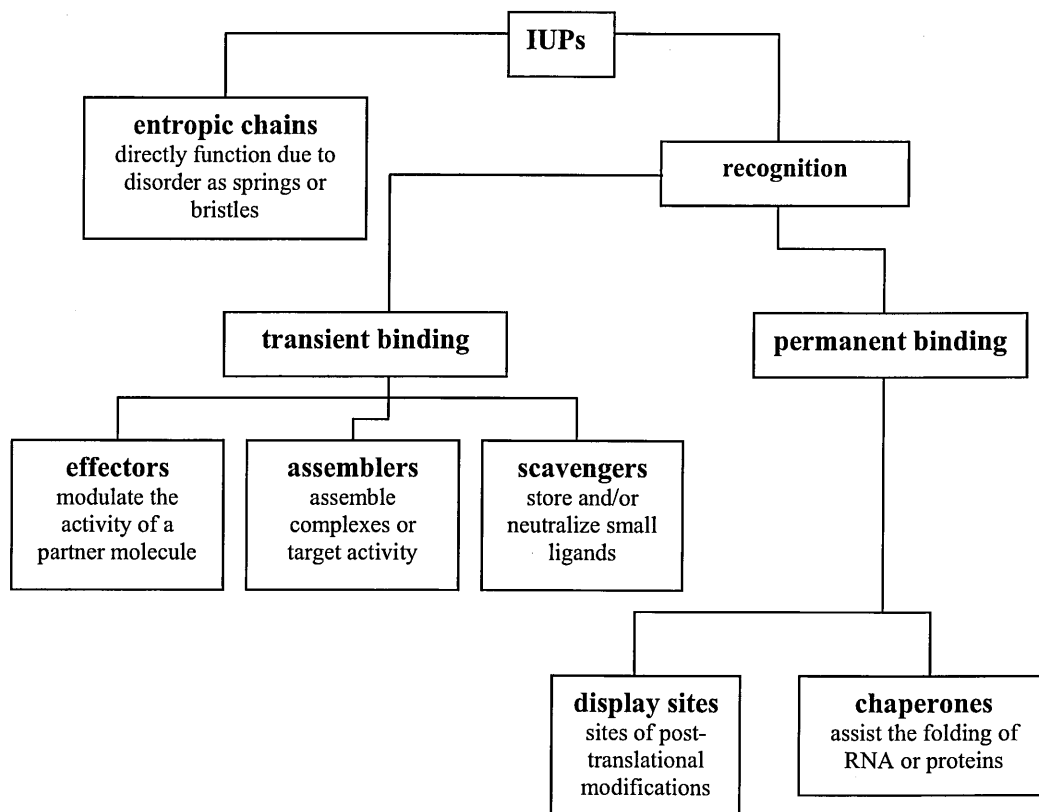 IUPs
entropic chains
directly function due to
disorder as springs or
bristles
recognition
transient binding
permanent binding
effectors
modulate the
activity of a
partner molecule
assemblers
assemble
complexes or
target activity
scavengers
store and/or
neutralize small
ligands
display sites
sites of post-
translational
modifications
chaperones
assist the folding of
RNA or proteins